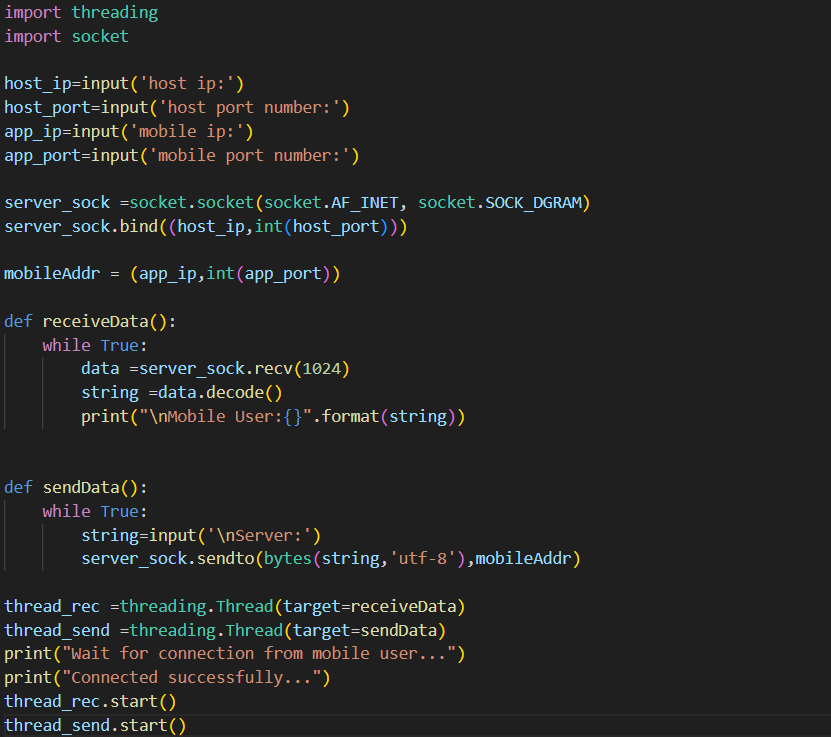 import threading
import socket
host_ip=input('host ip:')
host_port=input('host port number:')
app_ip=input('mobile ip:')
app_port=input('mobile port number:')
server_sock =socket.socket(socket.AF_INET, socket.SOCK_DGRAM)
server_sock.bind((host_ip,int(host_port)))
mobileAddr = (app_ip,int(app_port))
def receiveData():
    while True:
        data =server_sock.recv(1024)
        string =data.decode()
        print("\nMobile User:{}".format(string))
def sendData():
    while True:
        string=input('\nServer:')
        server_sock.sendto(bytes(string,'utf-8'),mobileAddr)
thread_rec =threading.Thread(target=receiveData)
thread_send =threading.Thread(target=sendData)
print("Wait for connection from mobile user...")
print("Connected successfully...")
thread_rec.start()
thread_send.start()